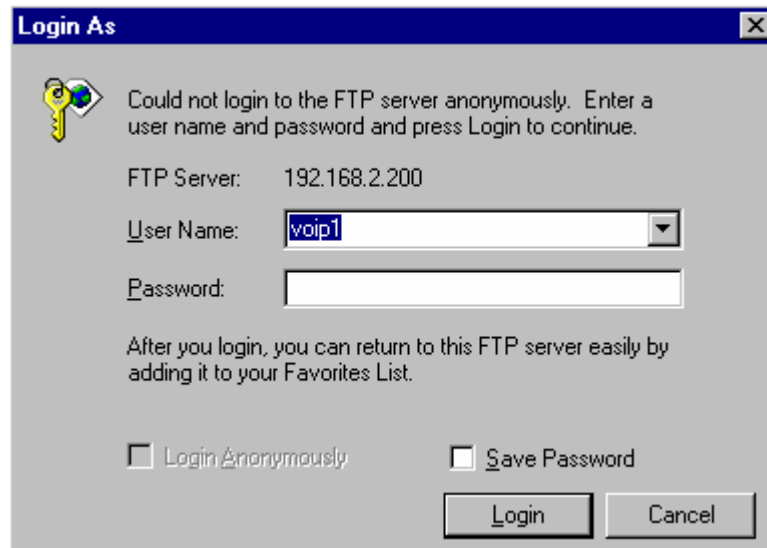 Login As
Could not login to the FTP server anonymously.  Enter a
user name and password and press Login to continue.
FTP Server: 192.168.2.200
User Name: voip1
Password:
After you login, you can return to this FTP server easily by
adding it to your Favorites List.
Login Anonymously Save Password
Login Cancel